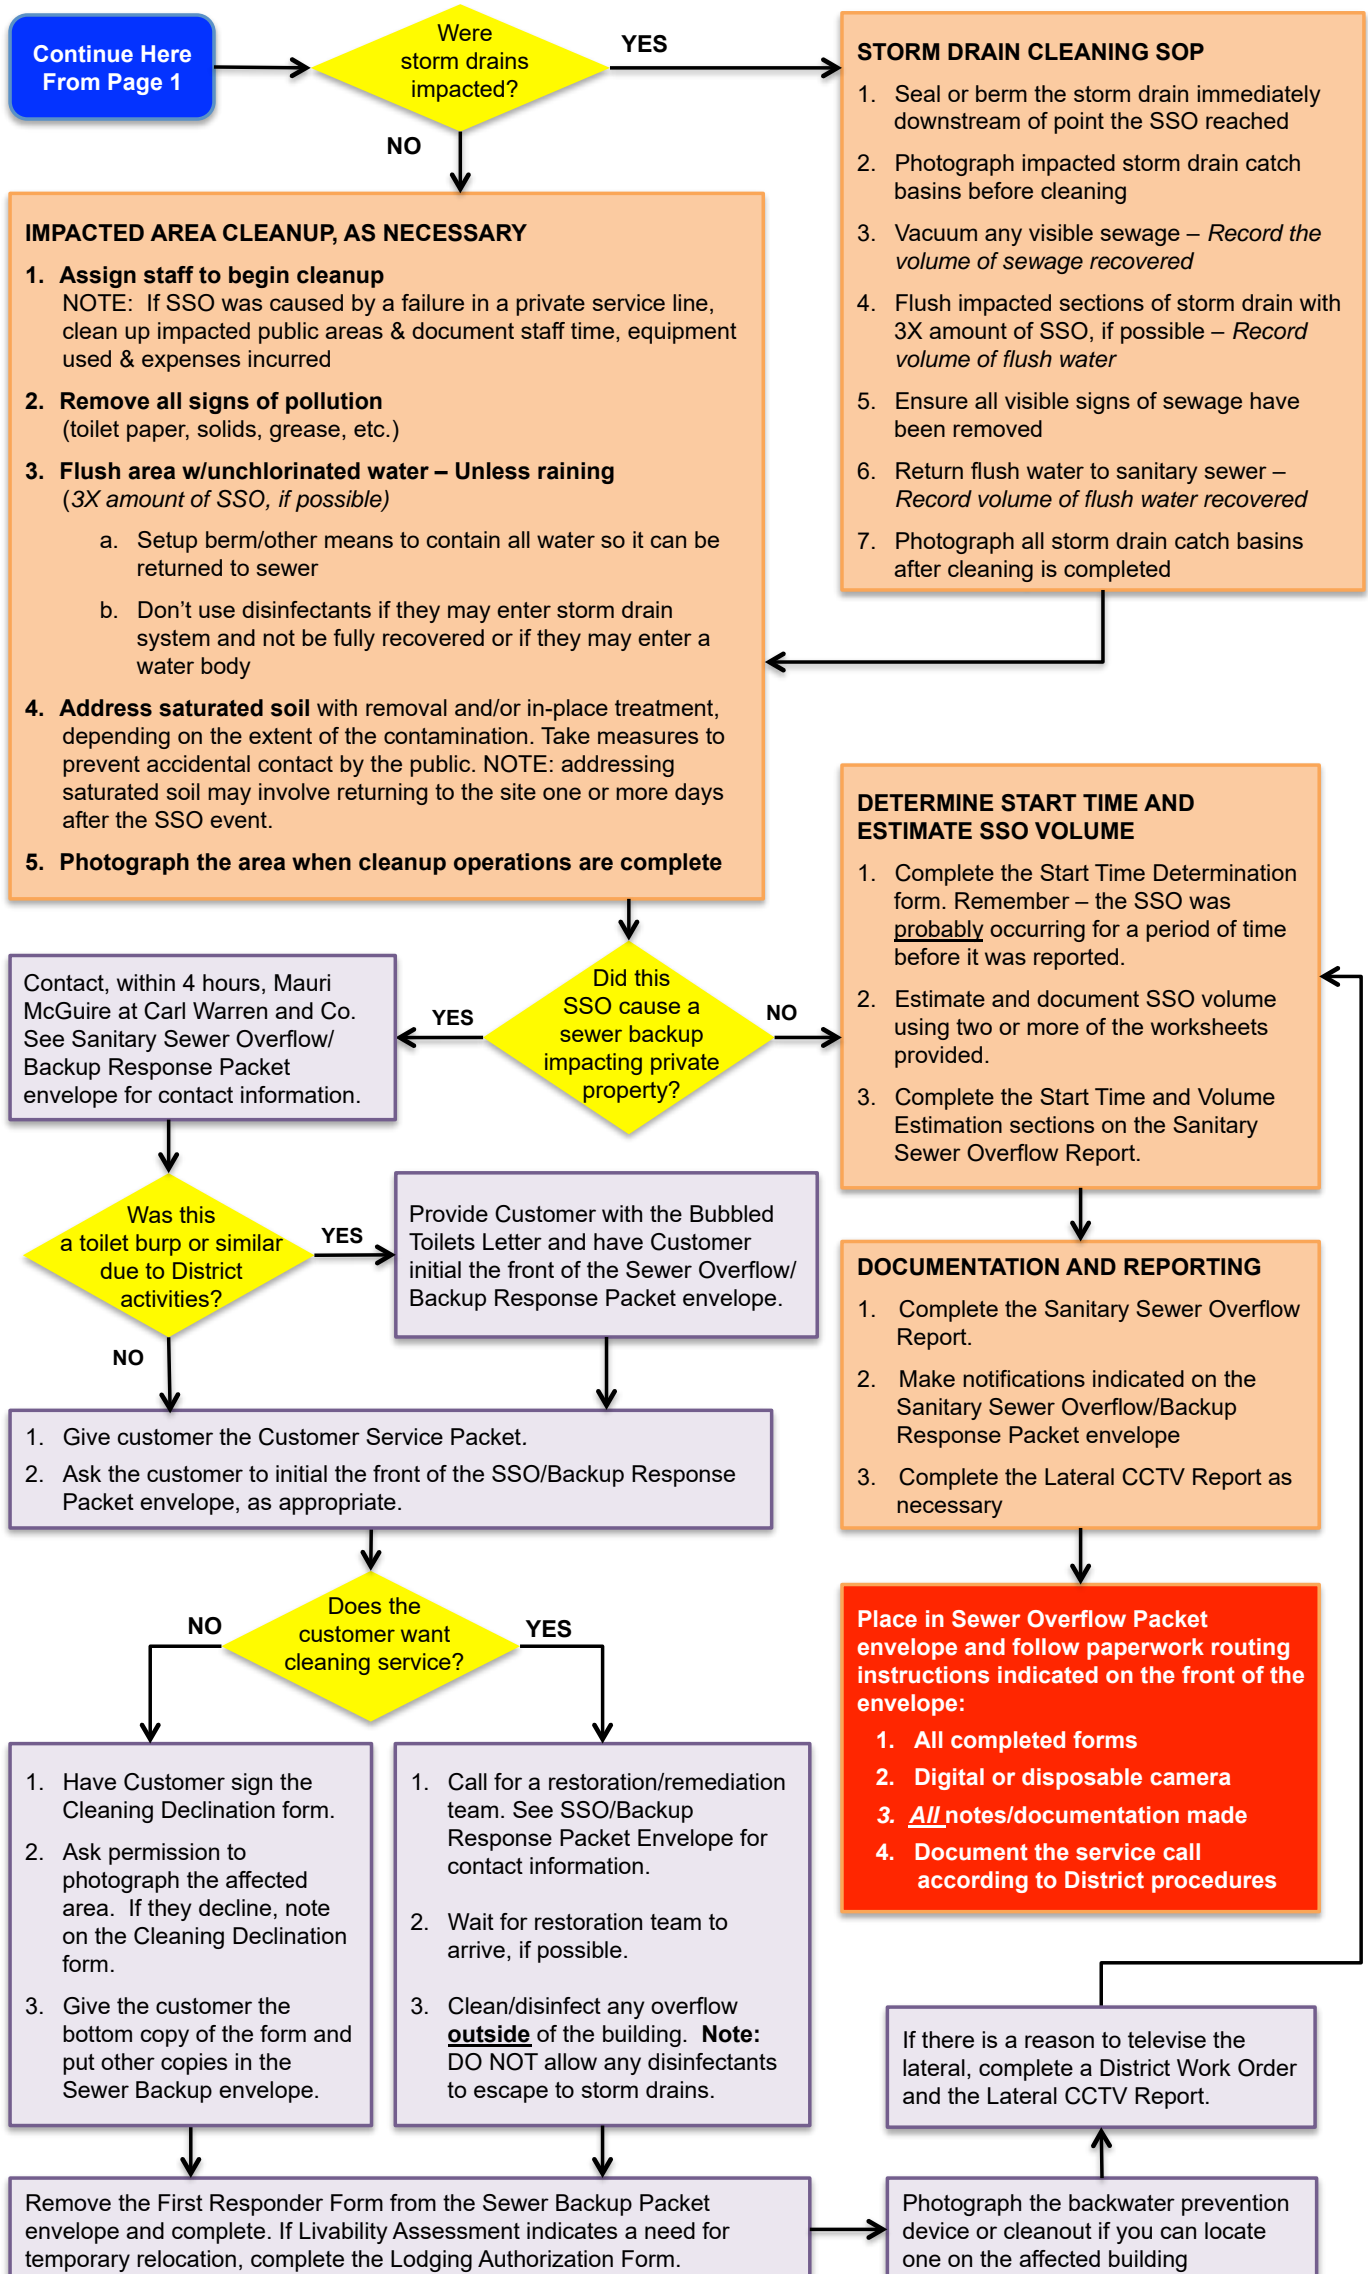 Continue Here
From Page 1
Were
storm drains
impacted?
YES
NO
STORM DRAIN CLEANING SOP
1. Seal or berm the storm drain immediately
downstream of point the SSO reached
2. Photograph impacted storm drain catch
basins before cleaning
3. Vacuum any visible sewage – Record the
volume of sewage recovered
4. Flush impacted sections of storm drain with
3X amount of SSO, if possible – Record
volume of flush water
5. Ensure all visible signs of sewage have
been removed
6. Return flush water to sanitary sewer –
Record volume of flush water recovered
7. Photograph all storm drain catch basins
after cleaning is completed
IMPACTED AREA CLEANUP, AS NECESSARY
1. Assign staff to begin cleanup
NOTE: If SSO was caused by a failure in a private service line,
clean up impacted public areas & document staff time, equipment
used & expenses incurred
2. Remove all signs of pollution
(toilet paper, solids, grease, etc.)
3. Flush area w/unchlorinated water – Unless raining
(3X amount of SSO, if possible)
a. Setup berm/other means to contain all water so it can be
returned to sewer
b. Don’t use disinfectants if they may enter storm drain
system and not be fully recovered or if they may enter a
water body
4. Address saturated soil with removal and/or in-place treatment,
depending on the extent of the contamination. Take measures to
prevent accidental contact by the public. NOTE: addressing
saturated soil may involve returning to the site one or more days
after the SSO event.
5. Photograph the area when cleanup operations are complete
Did this
SSO cause a
sewer backup
impacting private
property?
YES
NO
Contact, within 4 hours, Mauri
McGuire at Carl Warren and Co.
See Sanitary Sewer Overflow/
Backup Response Packet
envelope for contact information.
DETERMINE START TIME AND
ESTIMATE SSO VOLUME
1. Complete the Start Time Determination
form. Remember – the SSO was
probably occurring for a period of time
before it was reported.
2. Estimate and document SSO volume
using two or more of the worksheets
provided.
3. Complete the Start Time and Volume
Estimation sections on the Sanitary
Sewer Overflow Report.
Was this
a toilet burp or similar
due to District
activities?
YES
NO
Provide Customer with the Bubbled
Toilets Letter and have Customer
initial the front of the Sewer Overflow/
Backup Response Packet envelope.
DOCUMENTATION AND REPORTING
1. Complete the Sanitary Sewer Overflow
Report.
2. Make notifications indicated on the
Sanitary Sewer Overflow/Backup
Response Packet envelope
3. Complete the Lateral CCTV Report as
necessary
1. Give customer the Customer Service Packet.
2. Ask the customer to initial the front of the SSO/Backup Response
Packet envelope, as appropriate.
Does the
customer want
cleaning service?
NO
YES
Place in Sewer Overflow Packet
envelope and follow paperwork routing
instructions indicated on the front of the
envelope:
1. All completed forms
2. Digital or disposable camera
3. All notes/documentation made
4. Document the service call
according to District procedures
1. Have Customer sign the
Cleaning Declination form.
2. Ask permission to
photograph the affected
area. If they decline, note
on the Cleaning Declination
form.
3. Give the customer the
bottom copy of the form and
put other copies in the
Sewer Backup envelope.
1. Call for a restoration/remediation
team. See SSO/Backup
Response Packet Envelope for
contact information.
2. Wait for restoration team to
arrive, if possible.
3. Clean/disinfect any overflow
outside of the building. Note:
DO NOT allow any disinfectants
to escape to storm drains.
If there is a reason to televise the
lateral, complete a District Work Order
and the Lateral CCTV Report.
Remove the First Responder Form from the Sewer Backup Packet
envelope and complete. If Livability Assessment indicates a need for
temporary relocation, complete the Lodging Authorization Form.
Photograph the backwater prevention
device or cleanout if you can locate
one on the affected building